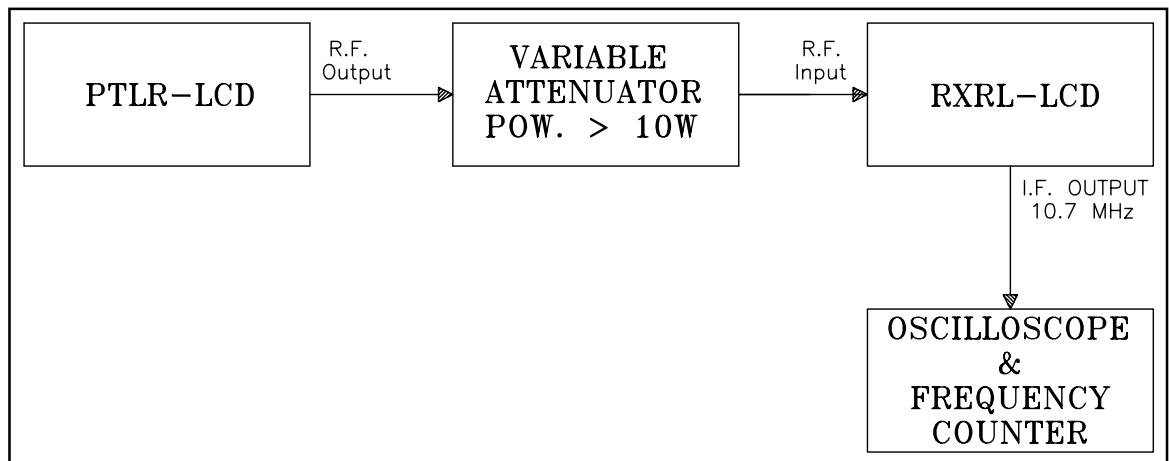 PTLR-LCD
R.F.
Output
VARIABLE
ATTENUATOR
POW. > 10W
R.F.
Input
RXRL-LCD
I.F. OUTPUT
10.7 MHz
OSCILLOSCOPE
&
FREQUENCY
COUNTER